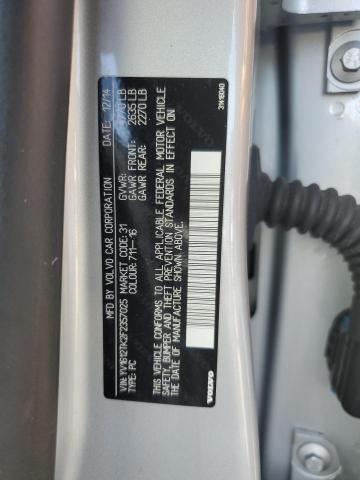 MFD BY VOLVO CAR CORPORATION DATE: 12/14
VIN: YV1612TK2F2357025 GVWR: LB
TYPE: PC MARKET CODE: 31 GAWR FRONT: 2635 LB
COLOUR: 711-16 GAWR REAR: 2270 LB
THIS VEHICLE CONFORMS TO ALL APPLICABLE FEDERAL MOTOR VEHICLE
SAFETY, BUMPER AND THEFT PREVENTION STANDARDS IN EFFECT ON
THE DATE OF MANUFACTURE SHOWN ABOVE.
VOLVO
31416040